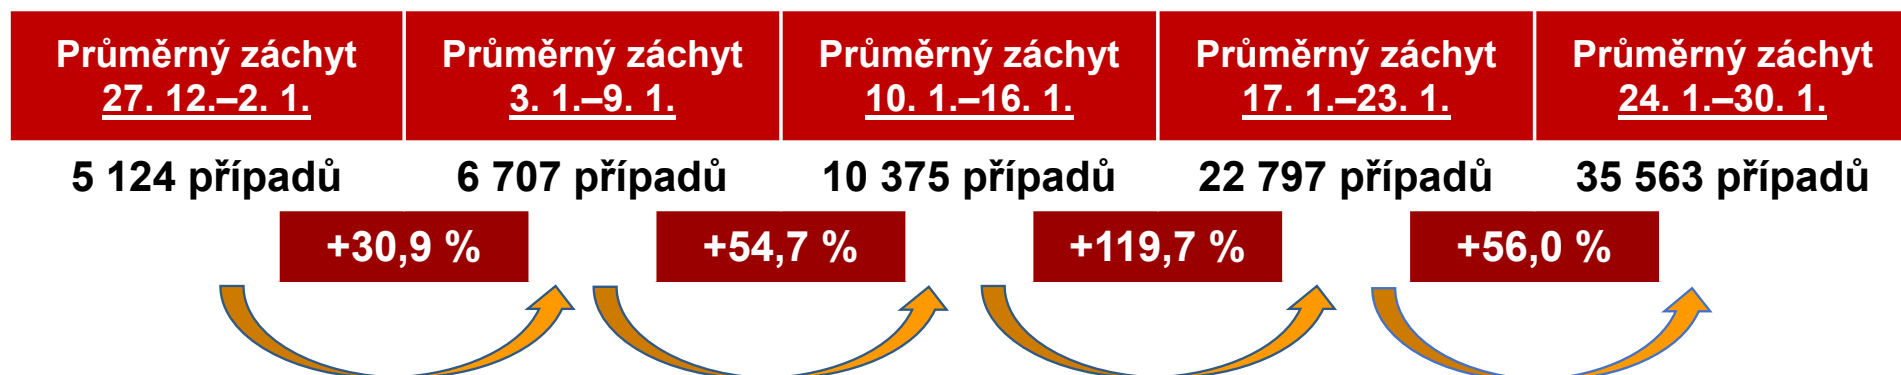 Průměrný záchyt
27. 12.–2. 1.
Průměrný záchyt
3. 1.–9. 1.
Průměrný záchyt
10. 1.–16. 1.
Průměrný záchyt
17. 1.–23. 1.
Průměrný záchyt
24. 1.–30. 1.
5 124 případů
6 707 případů
10 375 případů
22 797 případů
35 563 případů
+30,9 %
+54,7 %
+119,7 %
+56,0 %